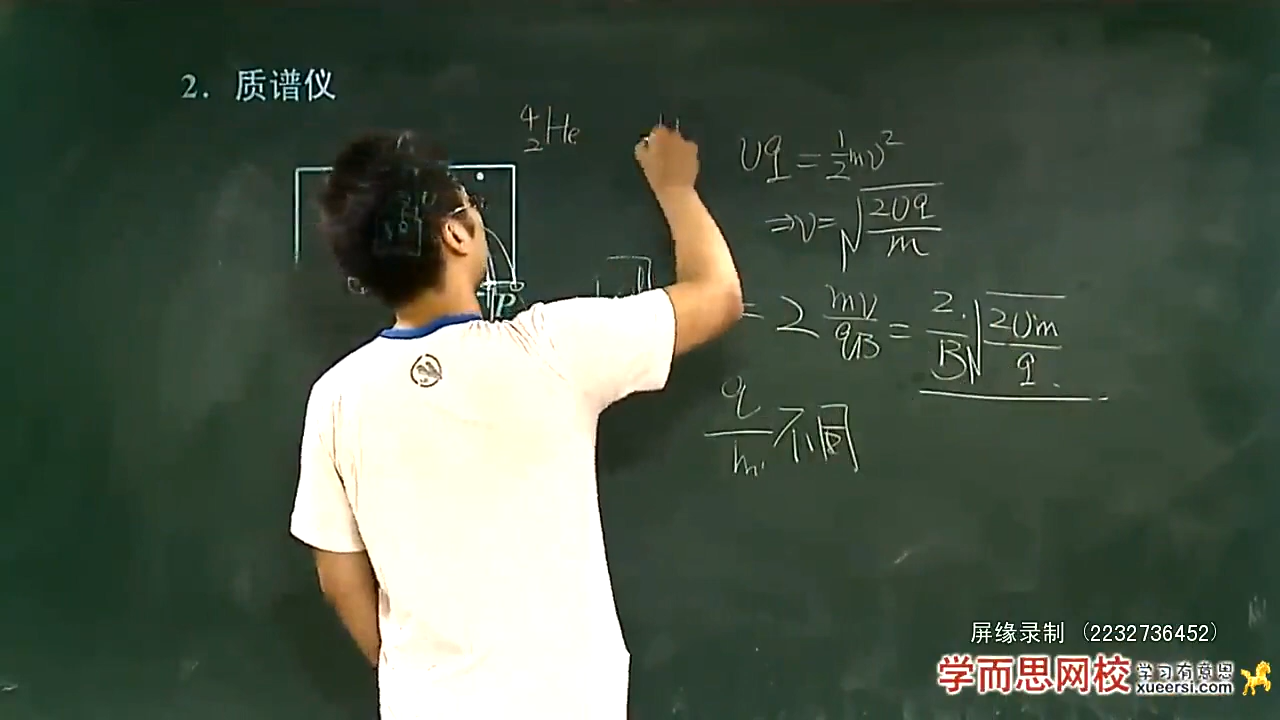 2. 质谱仪
⁴₂He
Uq = ½mv²
⇒v=√(2Uq/m)
= 2 mv/qB = 2/B √(2Um/q)
q/m 不同
P
屏缘录制 (2232736452)
学而思网校 学习有意思
xueersi.com